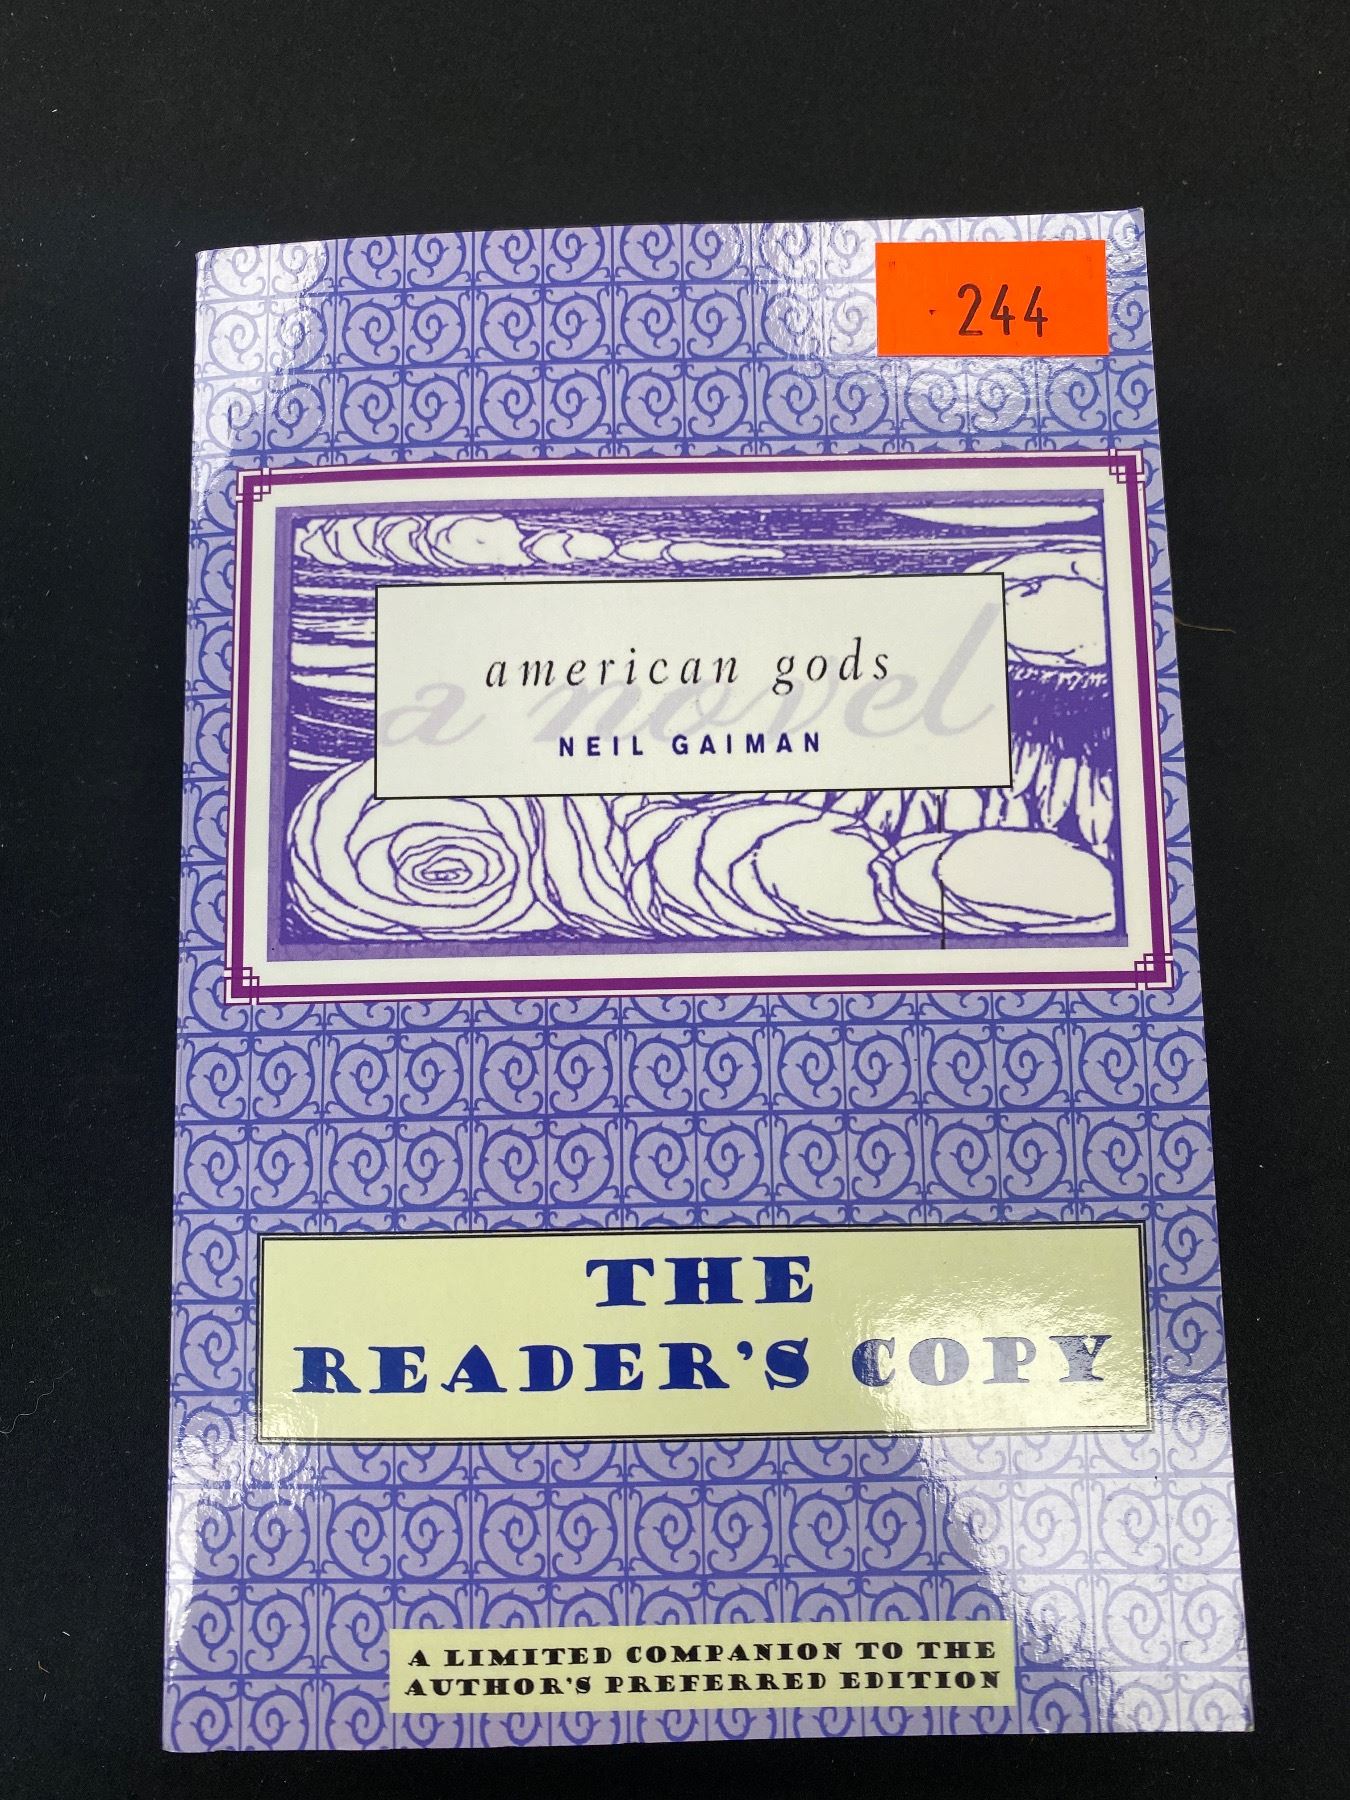 244
american gods
a novel
NEIL GAIMAN
THE
READER'S COPY
A LIMITED COMPANION TO THE
AUTHOR'S PREFERRED EDITION